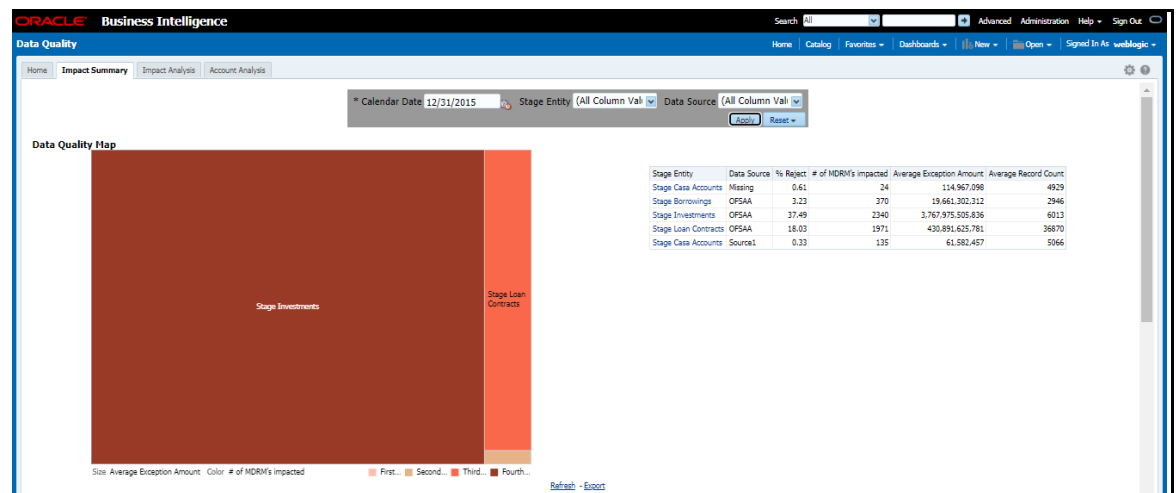 ORACLE Business Intelligence Search All Advanced Administration Help Sign Out
Data Quality Home Catalog Favorites Dashboards New Open Signed In As weblogic
Home Impact Summary Impact Analysis Account Analysis
* Calendar Date 12/31/2015 Stage Entity (All Column Val Data Source (All Column Val
Apply Reset
Data Quality Map
Stage Investments
Stage Loan
Contracts
Size Average Exception Amount Color # of MDRM's impacted First... Second... Third... Fourth...
Stage Entity Data Source % Reject # of MDRM's impacted Average Exception Amount Average Record Count
Stage Casa Accounts Missing 0.61 24 114,967,098 4929
Stage Borrowings OFSAA 3.23 370 19,661,302,312 2946
Stage Investments OFSAA 37.49 2340 3,767,975,505,836 6013
Stage Loan Contracts OFSAA 18.03 1971 430,891,625,781 36870
Stage Casa Accounts Source1 0.33 135 61,582,457 5066
Refresh - Export